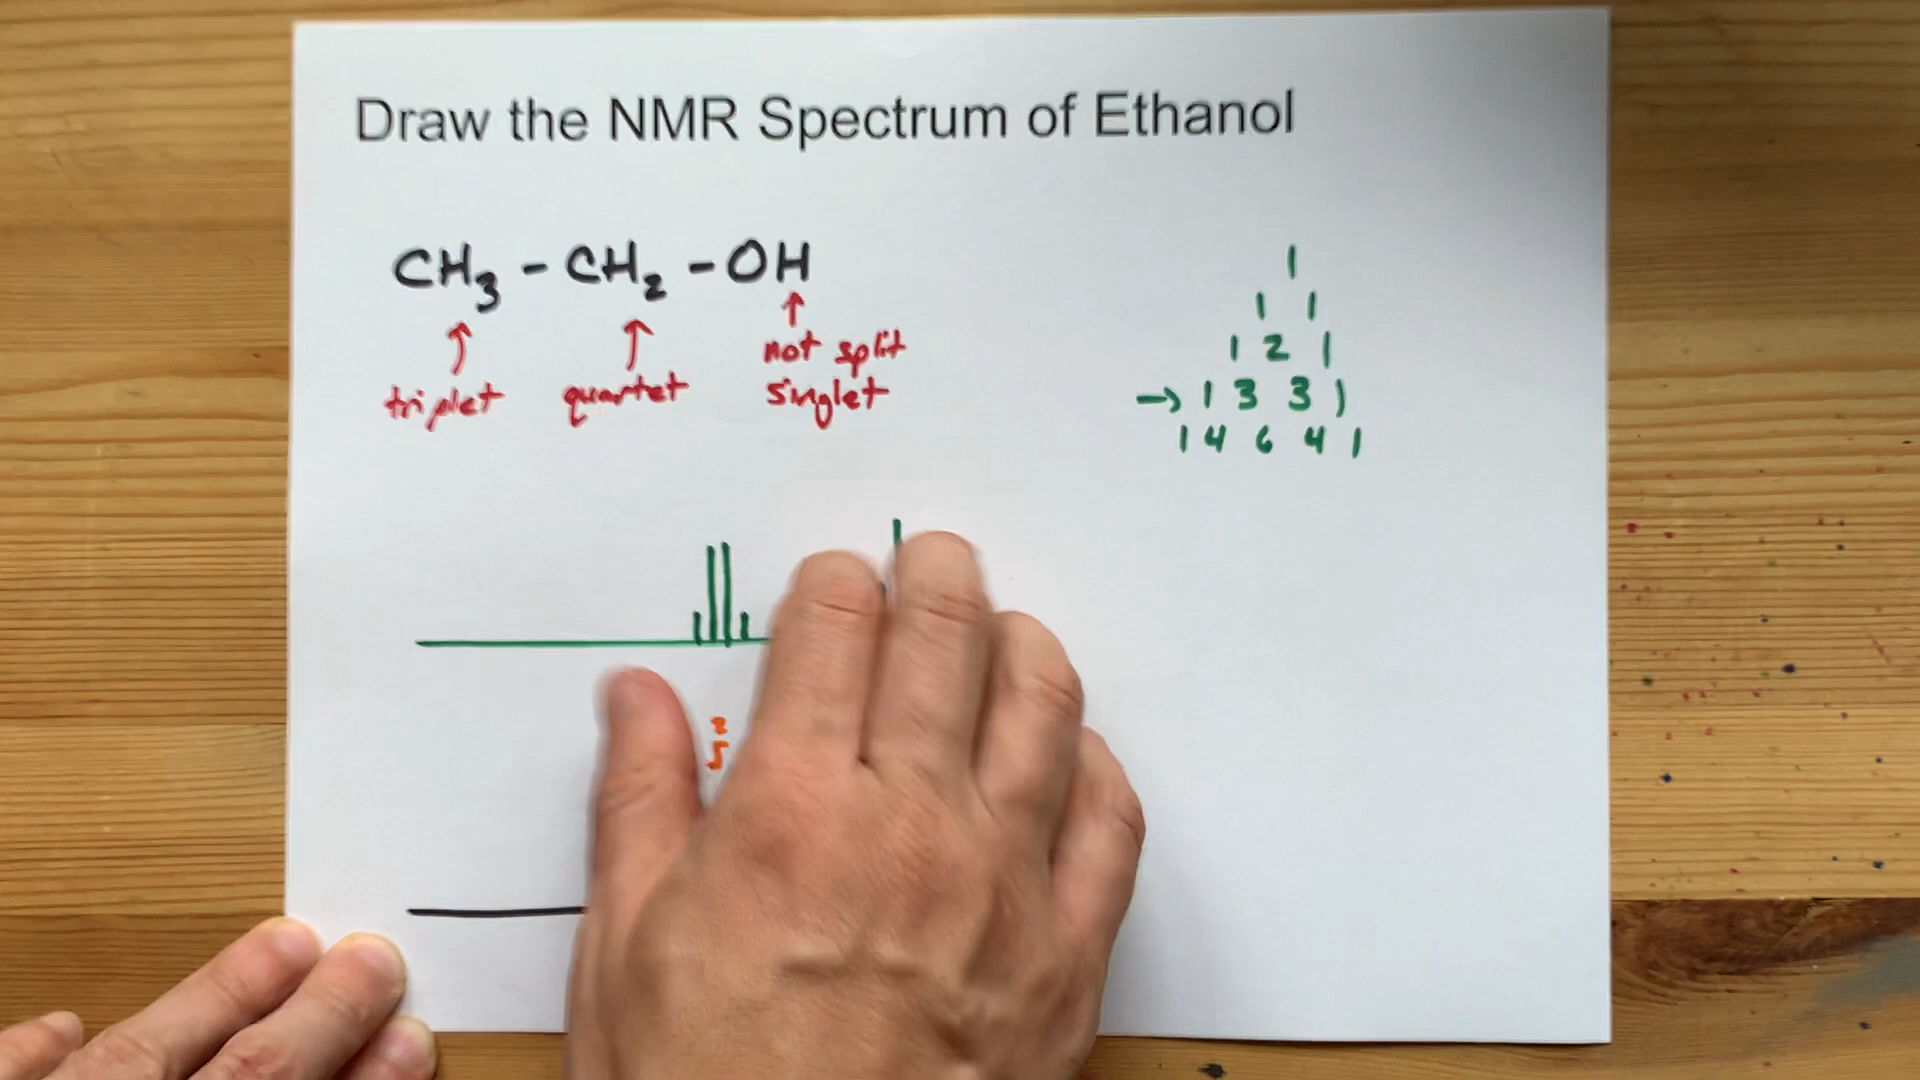 Draw the NMR Spectrum of Ethanol
CH₃ - CH₂ - OH
↑ ↑ ↑
triplet quartet not split
singlet
1
1 1
1 2 1
→ 1 3 3 1
1 4 6 4 1
2